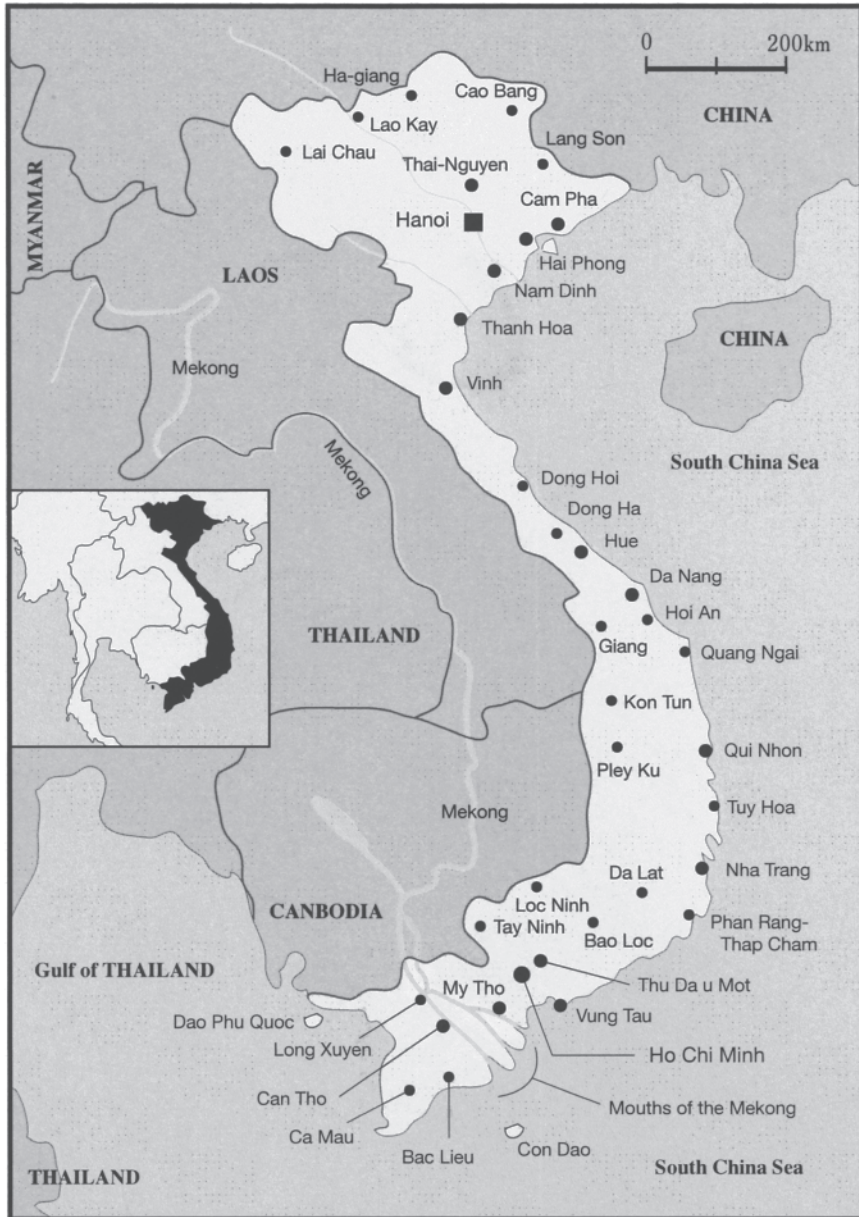 0 200km
Ha-giang
Cao Bang
CHINA
Lao Kay
Lang Son
Lai Chau
Thai-Nguyen
Cam Pha
MYANMAR
Hanoi
Hai Phong
LAOS
Nam Dinh
Thanh Hoa
CHINA
Mekong
Vinh
Mekong
South China Sea
Dong Hoi
Dong Ha
Hue
Da Nang
Hoi An
THAILAND
Giang
Quang Ngai
Kon Tun
Qui Nhon
Pley Ku
Mekong
Tuy Hoa
Da Lat
Nha Trang
Loc Ninh
CANBODIA
Tay Ninh
Bao Loc
Phan Rang-
Thap Cham
Gulf of THAILAND
My Tho
Thu Da u Mot
Dao Phu Quoc
Vung Tau
Long Xuyen
Ho Chi Minh
Can Tho
Mouths of the Mekong
Ca Mau
Bac Lieu
Con Dao
South China Sea
THAILAND